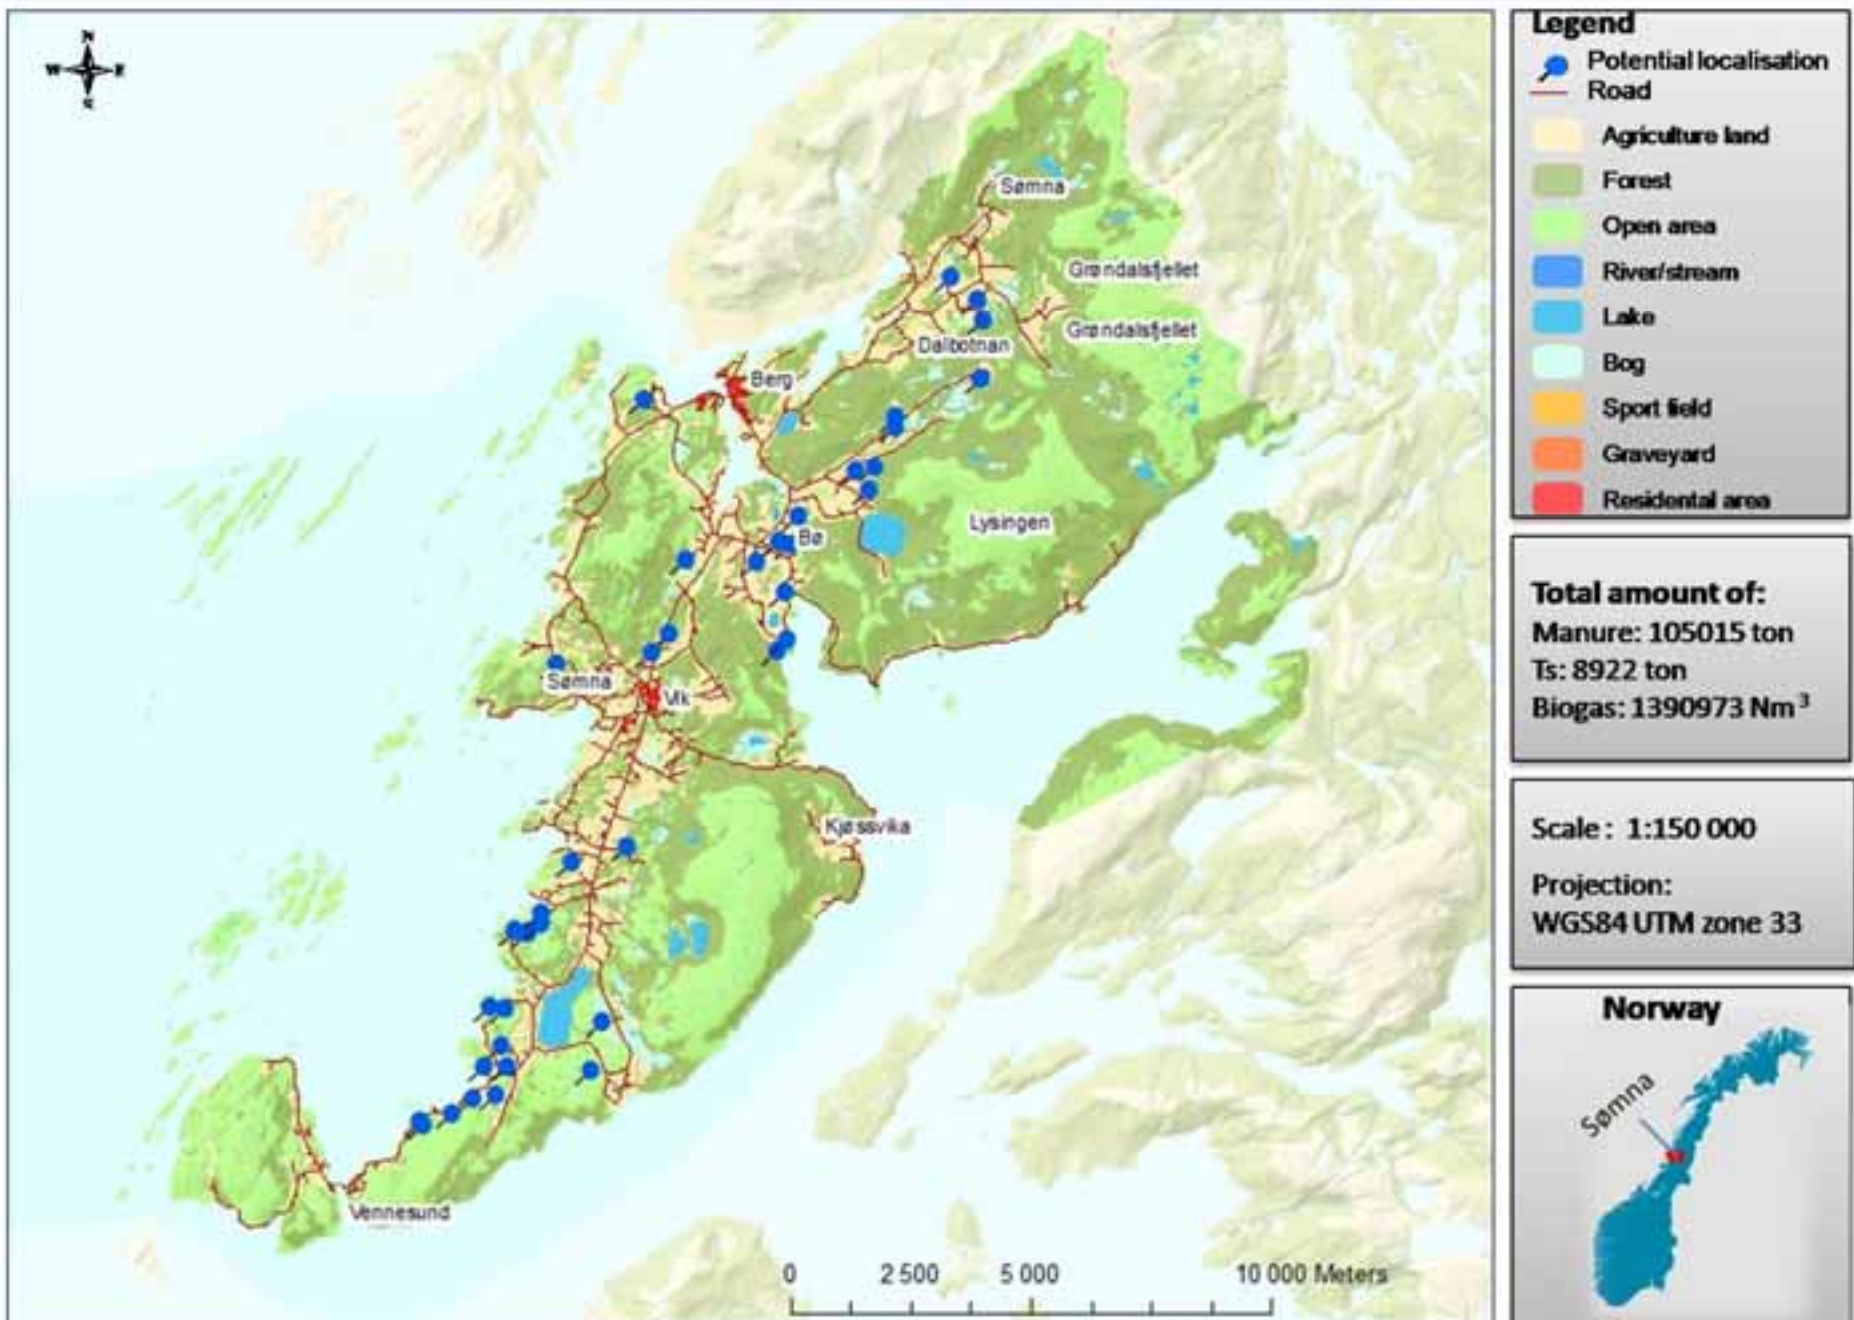 N
W E
S
Sømna
Grøndalsfjellet
Grøndalsfjellet
Dalbotnan
Berg
Lysingen
Bø
Sømna
Vik
Kjøssvika
Vennesund
0 2 500 5 000 10 000 Meters
Legend
Potential localisation
Road
Agriculture land
Forest
Open area
River/stream
Lake
Bog
Sport field
Graveyard
Residental area
Total amount of:
Manure: 105015 ton
Ts: 8922 ton
Biogas: 1390973 Nm³
Scale : 1:150 000
Projection:
WGS84 UTM zone 33
Norway
Sømna